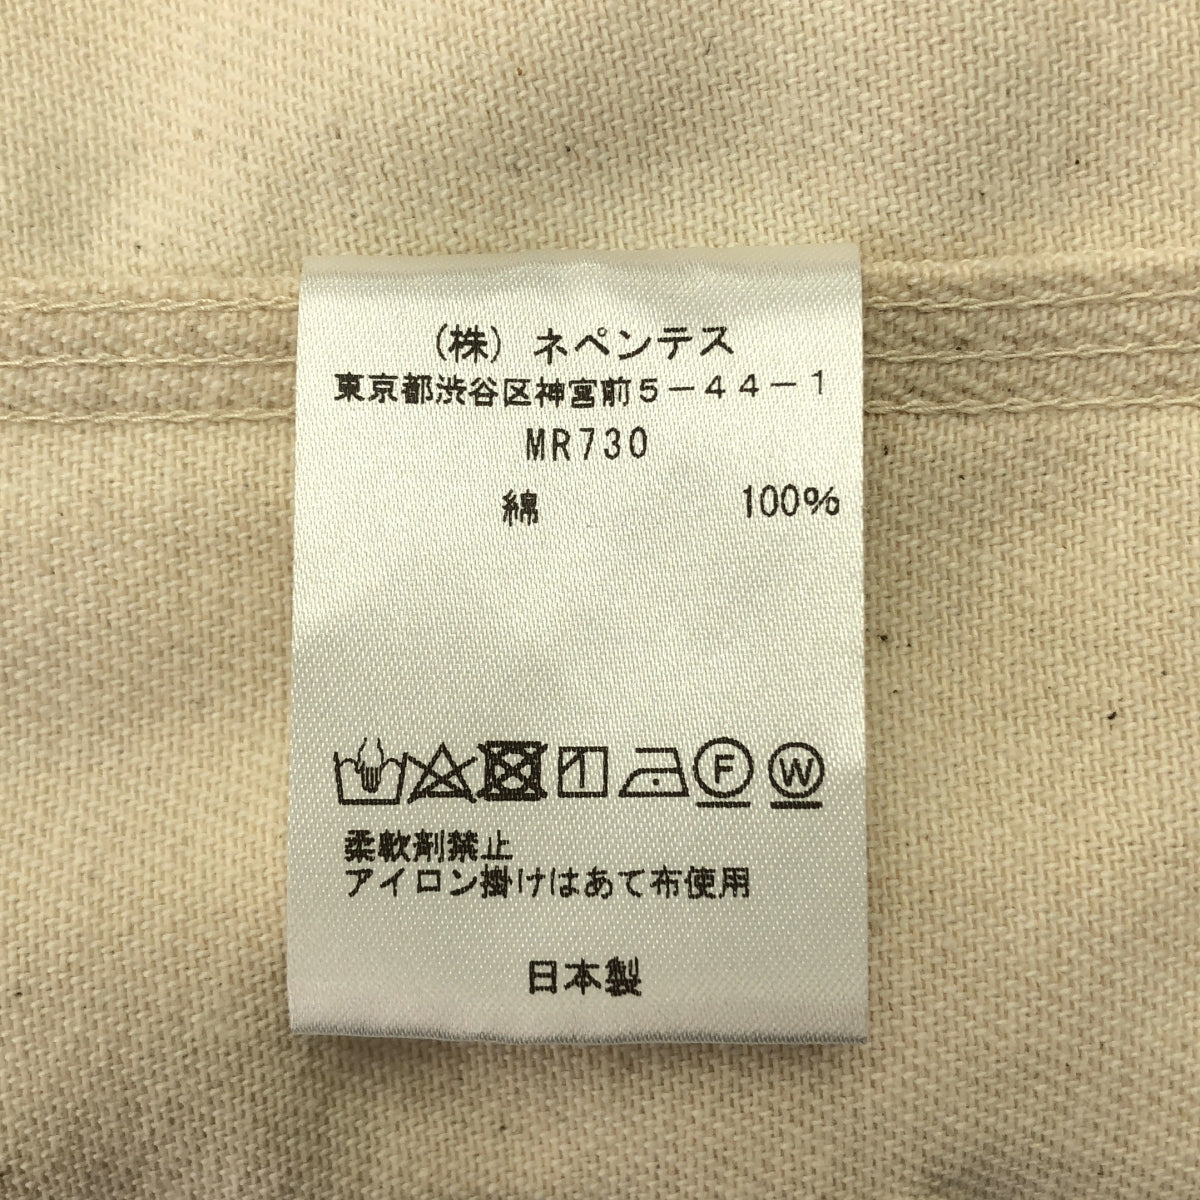 (株) ネペンテス
東京都渋谷区神宮前5-44-1
MR730
綿 100%
F W
柔軟剤禁止
アイロン掛けはあて布使用
日本製